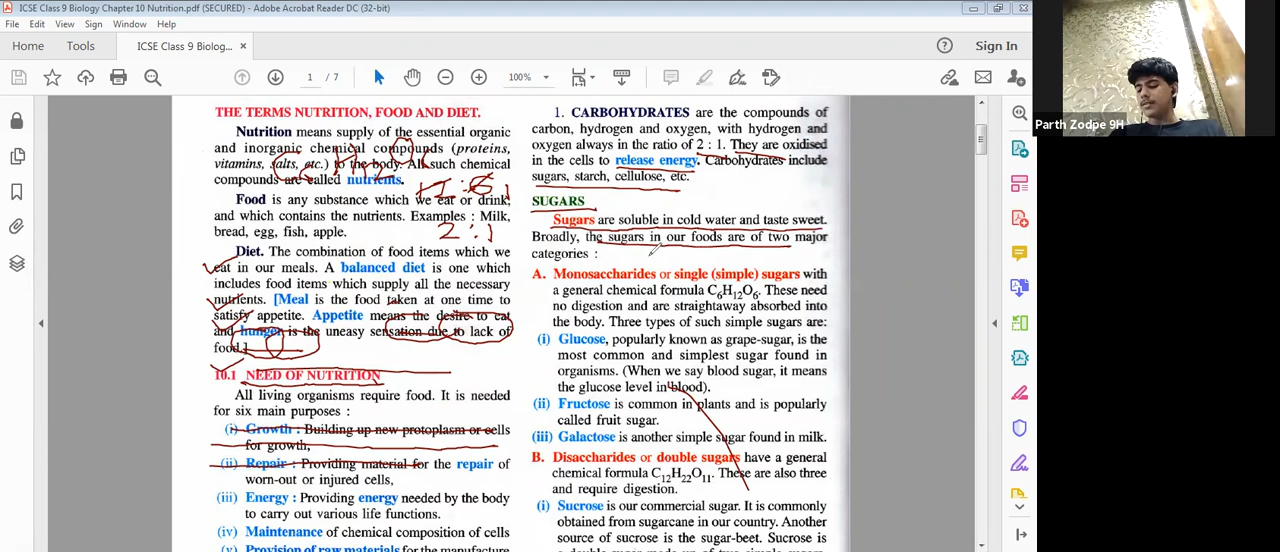 ICSE Class 9 Biology Chapter 10 Nutrition.pdf (SECURED) - Adobe Acrobat Reader DC (32-bit)
File Edit View Sign Window Help
Home Tools ICSE Class 9 Biolog... × Sign In
1 / 7 100%
Parth Zodpe 9H
THE TERMS NUTRITION, FOOD AND DIET.
Nutrition means supply of the essential organic
and inorganic chemical compounds (proteins,
vitamins, salts, etc.) to the body. All such chemical
compounds are called nutrients.
Food is any substance which we eat or drink,
and which contains the nutrients. Examples : Milk,
bread, egg, fish, apple.
2 : 1
Diet. The combination of food items which we
eat in our meals. A balanced diet is one which
includes food items which supply all the necessary
nutrients. [Meal is the food taken at one time to
satisfy appetite. Appetite means the desire to eat
and hunger is the uneasy sensation due to lack of
food.]
10.1 NEED OF NUTRITION
All living organisms require food. It is needed
for six main purposes :
(i) Growth : Building up new protoplasm or cells
for growth,
(ii) Repair : Providing material for the repair of
worn-out or injured cells,
(iii) Energy : Providing energy needed by the body
to carry out various life functions.
(iv) Maintenance of chemical composition of cells
(v) Provision of raw materials for the manufacture
1. CARBOHYDRATES are the compounds of
carbon, hydrogen and oxygen, with hydrogen and
oxygen always in the ratio of 2 : 1. They are oxidised
in the cells to release energy. Carbohydrates include
sugars, starch, cellulose, etc.
SUGARS
Sugars are soluble in cold water and taste sweet.
Broadly, the sugars in our foods are of two major
categories :
A. Monosaccharides or single (simple) sugars with
a general chemical formula C₆H₁₂O₆. These need
no digestion and are straightaway absorbed into
the body. Three types of such simple sugars are:
(i) Glucose, popularly known as grape-sugar, is the
most common and simplest sugar found in
organisms. (When we say blood sugar, it means
the glucose level in blood).
(ii) Fructose is common in plants and is popularly
called fruit sugar.
(iii) Galactose is another simple sugar found in milk.
B. Disaccharides or double sugars have a general
chemical formula C₁₂H₂₂O₁₁. These are also three
and require digestion.
(i) Sucrose is our commercial sugar. It is commonly
obtained from sugarcane in our country. Another
source of sucrose is the sugar-beet. Sucrose is
a double sugar made up of two simple sugars